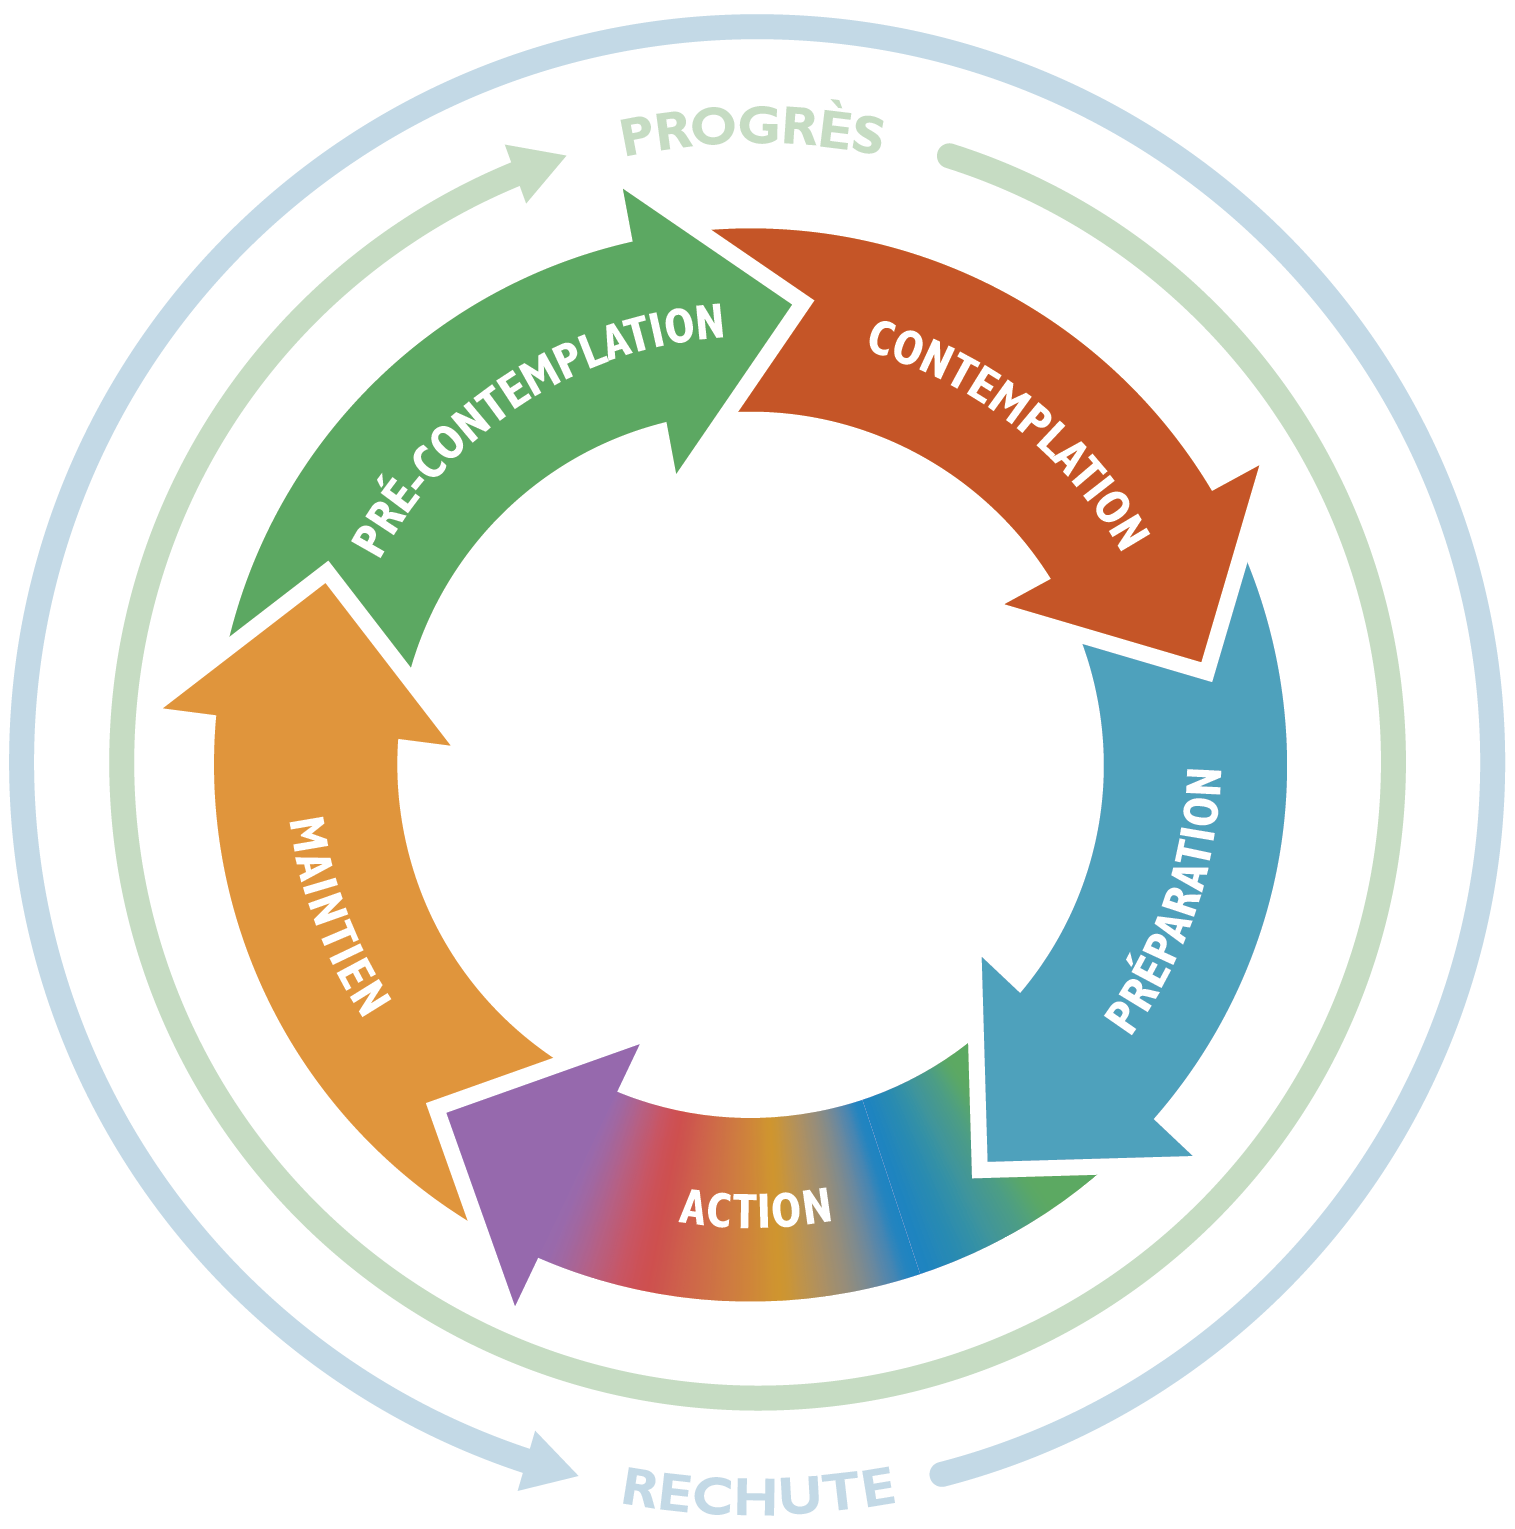 PROGRÈS
PRÉ-CONTEMPLATION
CONTEMPLATION
PRÉPARATION
ACTION
MAINTIEN
RECHUTE